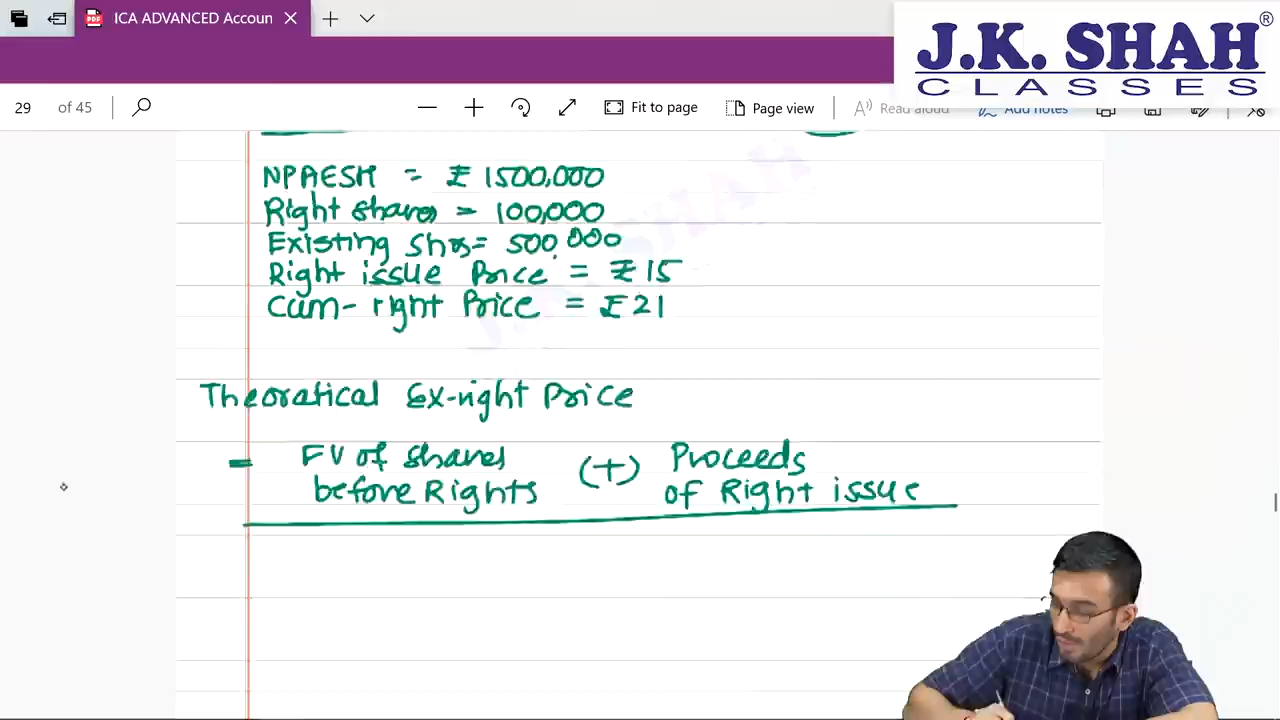 ICA ADVANCED Accoun
J.K. SHAH®
CLASSES
29 of 45
Fit to page
Page view
Read aloud
Add notes
NPAESH = ₹ 1500,000
Right shares = 100,000
Existing Shrs = 500,000
Right issue Price = ₹15
Cum-right Price = ₹21
Theoratical Ex-right Price
= FV of shares before Rights (+) Proceeds of Right issue